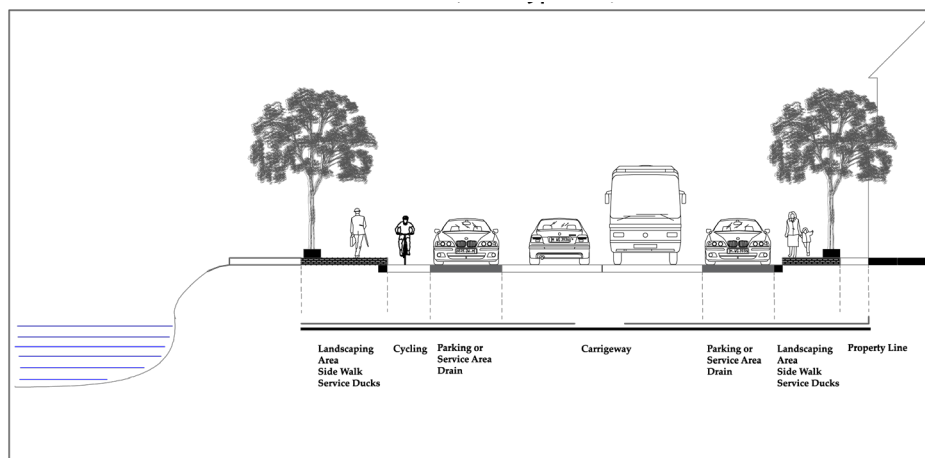 Landscaping
Area
Side Walk
Service Ducks
Cycling
Parking or
Service Area
Drain
Carrigeway
Parking or
Service Area
Drain
Landscaping
Area
Side Walk
Service Ducks
Property Line